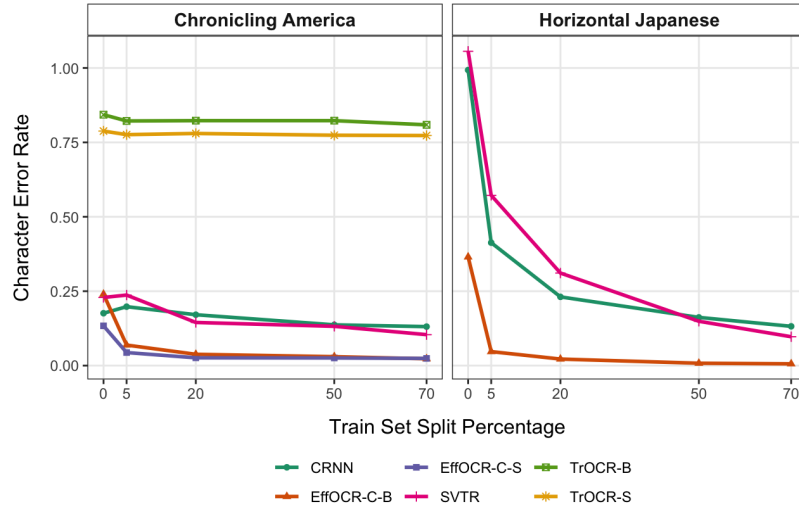 Chronicling America
Horizontal Japanese
Character Error Rate
1.00
0.75
0.50
0.25
0.00
0 5 20 50 70
0 5 20 50 70
Train Set Split Percentage
CRNN EffOCR-C-S TrOCR-B
EffOCR-C-B SVTR TrOCR-S